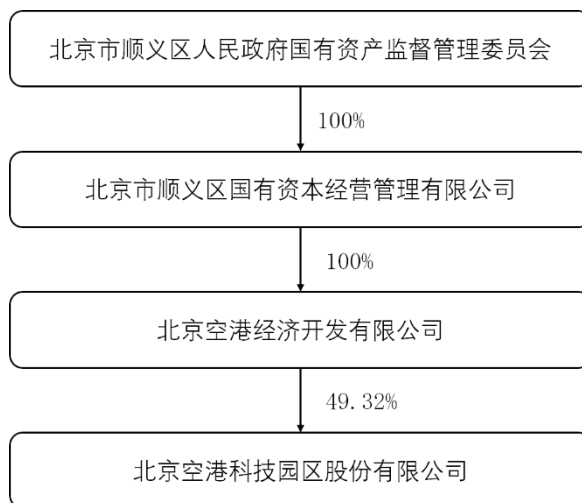 北京市顺义区人民政府国有资产监督管理委员会
100%
北京市顺义区国有资本经营管理有限公司
100%
北京空港经济开发有限公司
49.32%
北京空港科技园区股份有限公司